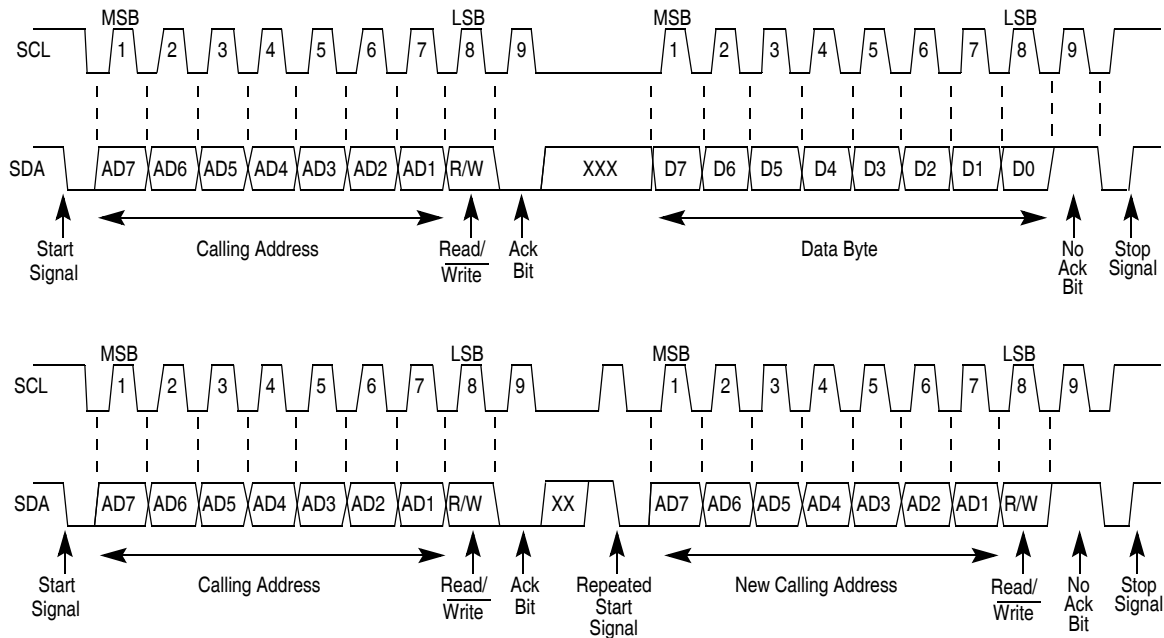 MSB LSB MSB LSB
SCL 1 2 3 4 5 6 7 8 9 1 2 3 4 5 6 7 8 9
SDA AD7 AD6 AD5 AD4 AD3 AD2 AD1 R/W XXX D7 D6 D5 D4 D3 D2 D1 D0
Start
Signal
Calling Address
Read/
Write
Ack
Bit
Data Byte
No
Ack
Bit
Stop
Signal
MSB LSB MSB LSB
SCL 1 2 3 4 5 6 7 8 9 1 2 3 4 5 6 7 8 9
SDA AD7 AD6 AD5 AD4 AD3 AD2 AD1 R/W XX AD7 AD6 AD5 AD4 AD3 AD2 AD1 R/W
Start
Signal
Calling Address
Read/
Write
Ack
Bit
Repeated
Start
Signal
New Calling Address
Read/
Write
No
Ack
Bit
Stop
Signal